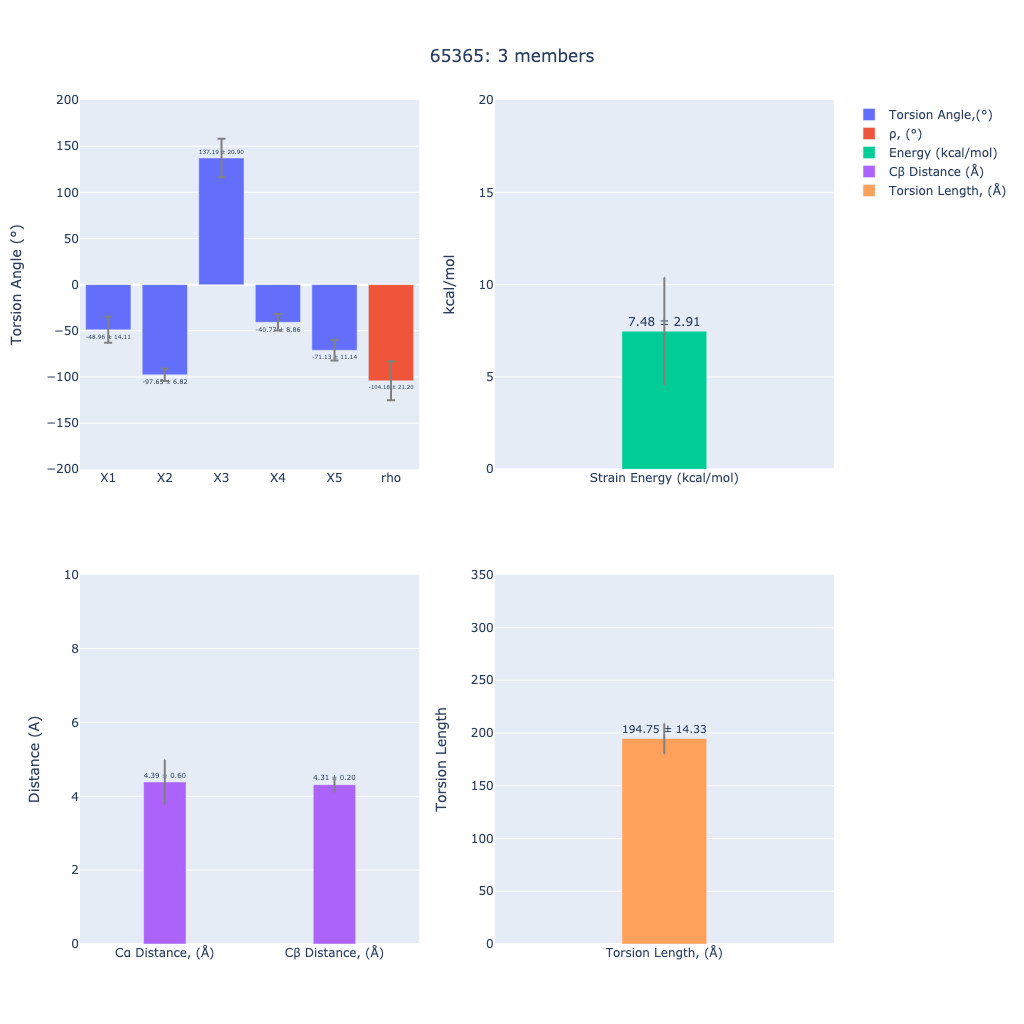 65365: 3 members
Torsion Angle (°)
200
150
100
50
0
−50
−100
−150
−200
137.19 ± 20.90
-48.96 ± 14.11
-97.65 ± 6.82
-40.77 ± 8.86
-71.13 ± 11.14
-104.18 ± 21.20
X1 X2 X3 X4 X5 rho
kcal/mol
20
15
10
5
0
7.48 ± 2.91
Strain Energy (kcal/mol)
Torsion Angle,(°)
ρ, (°)
Energy (kcal/mol)
Cβ Distance (Å)
Torsion Length, (Å)
Distance (A)
10
8
6
4
2
0
4.39 ± 0.60
4.31 ± 0.20
Cα Distance, (Å) Cβ Distance, (Å)
Torsion Length
350
300
250
200
150
100
50
0
194.75 ± 14.33
Torsion Length, (Å)